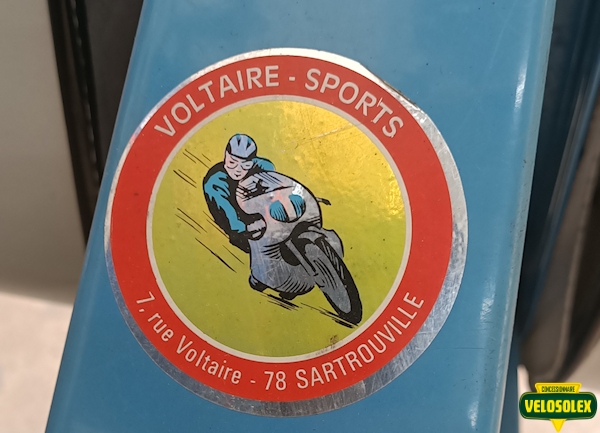 VOLTAIRE - SPORTS
7, rue Voltaire - 78 SARTROUVILLE
CONCESSIONNAIRE
VELOSOLEX